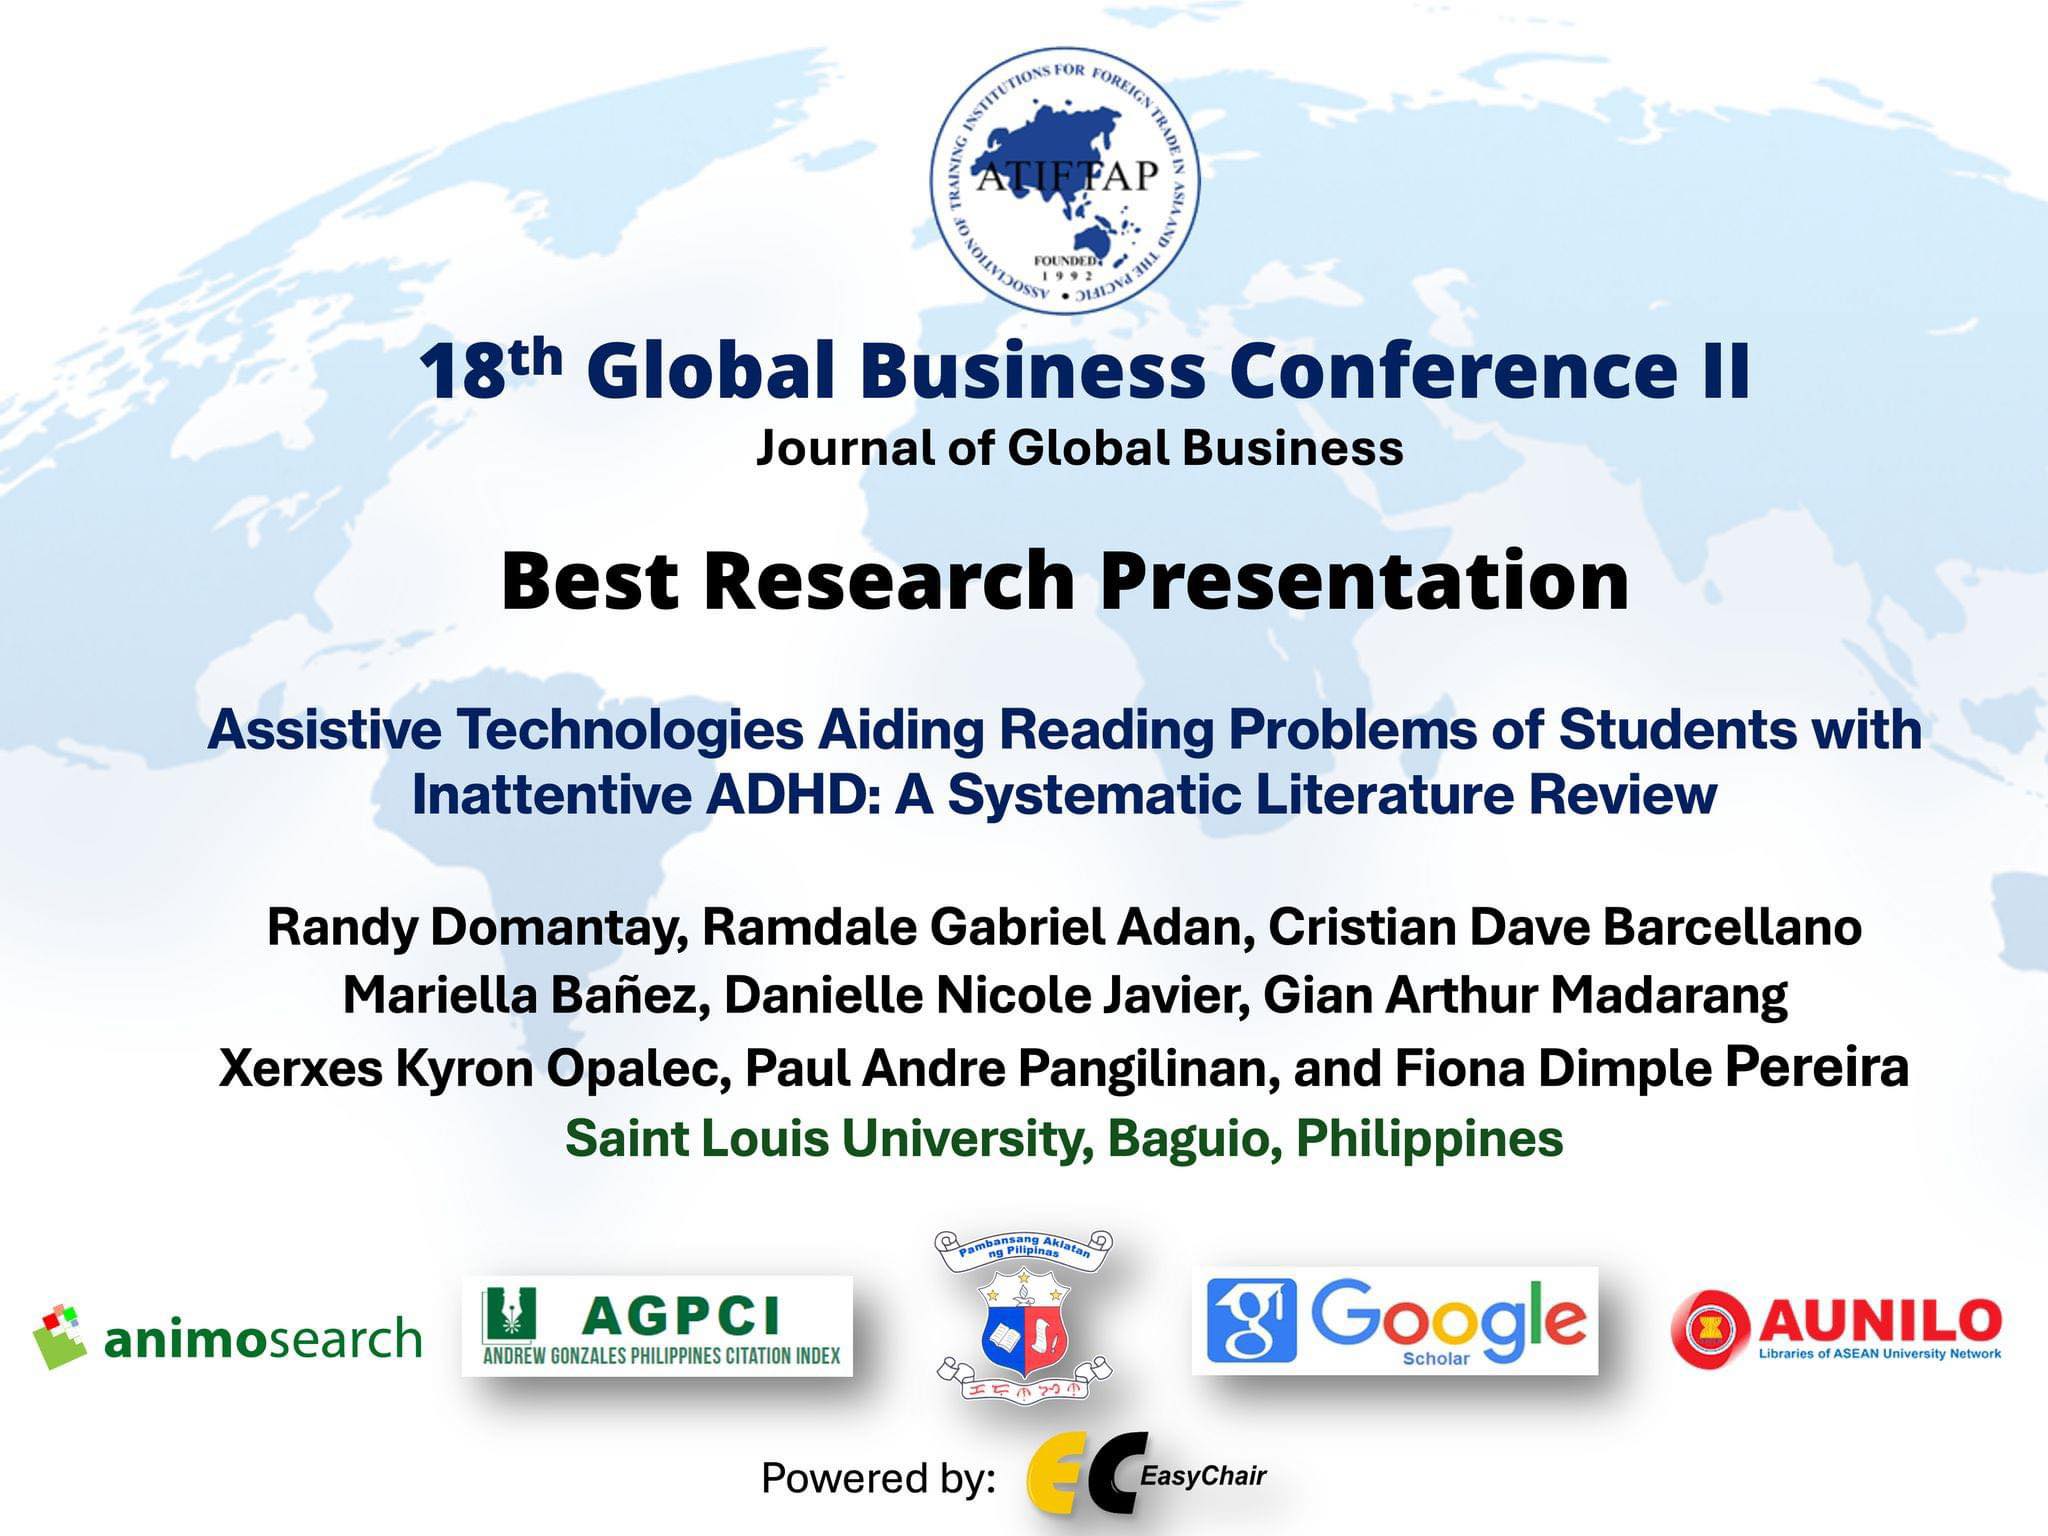 ASSOCIATION OF TRAINING INSTITUTIONS FOR FOREIGN TRADE IN ASIA AND THE PACIFIC •
ATIFTAP
FOUNDED
1992
18th Global Business Conference II
Journal of Global Business
Best Research Presentation
Assistive Technologies Aiding Reading Problems of Students with
Inattentive ADHD: A Systematic Literature Review
Randy Domantay, Ramdale Gabriel Adan, Cristian Dave Barcellano
Mariella Bañez, Danielle Nicole Javier, Gian Arthur Madarang
Xerxes Kyron Opalec, Paul Andre Pangilinan, and Fiona Dimple Pereira
Saint Louis University, Baguio, Philippines
animosearch
AGPCI
ANDREW GONZALES PHILIPPINES CITATION INDEX
Pambansang Aklatan
ng Pilipinas
g
Google
Scholar
AUNILO
Libraries of ASEAN University Network
Powered by:
EC
EasyChair